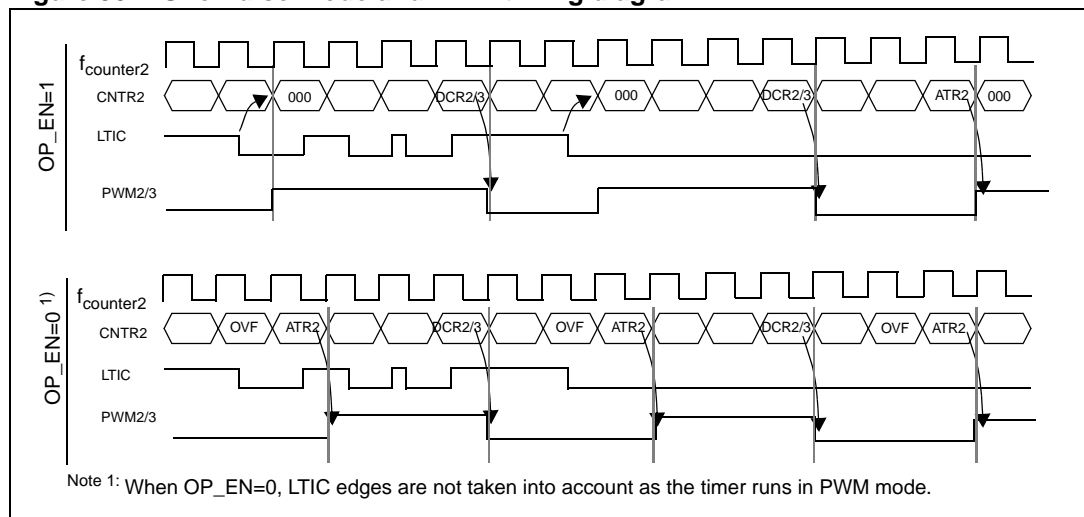 OP_EN=1
fcounter2
CNTR2
000
DCR2/3
000
DCR2/3
ATR2
000
LTIC
PWM2/3
OP_EN=0 1)
fcounter2
CNTR2
OVF
ATR2
DCR2/3
OVF
ATR2
DCR2/3
OVF
ATR2
LTIC
PWM2/3
Note 1: When OP_EN=0, LTIC edges are not taken into account as the timer runs in PWM mode.